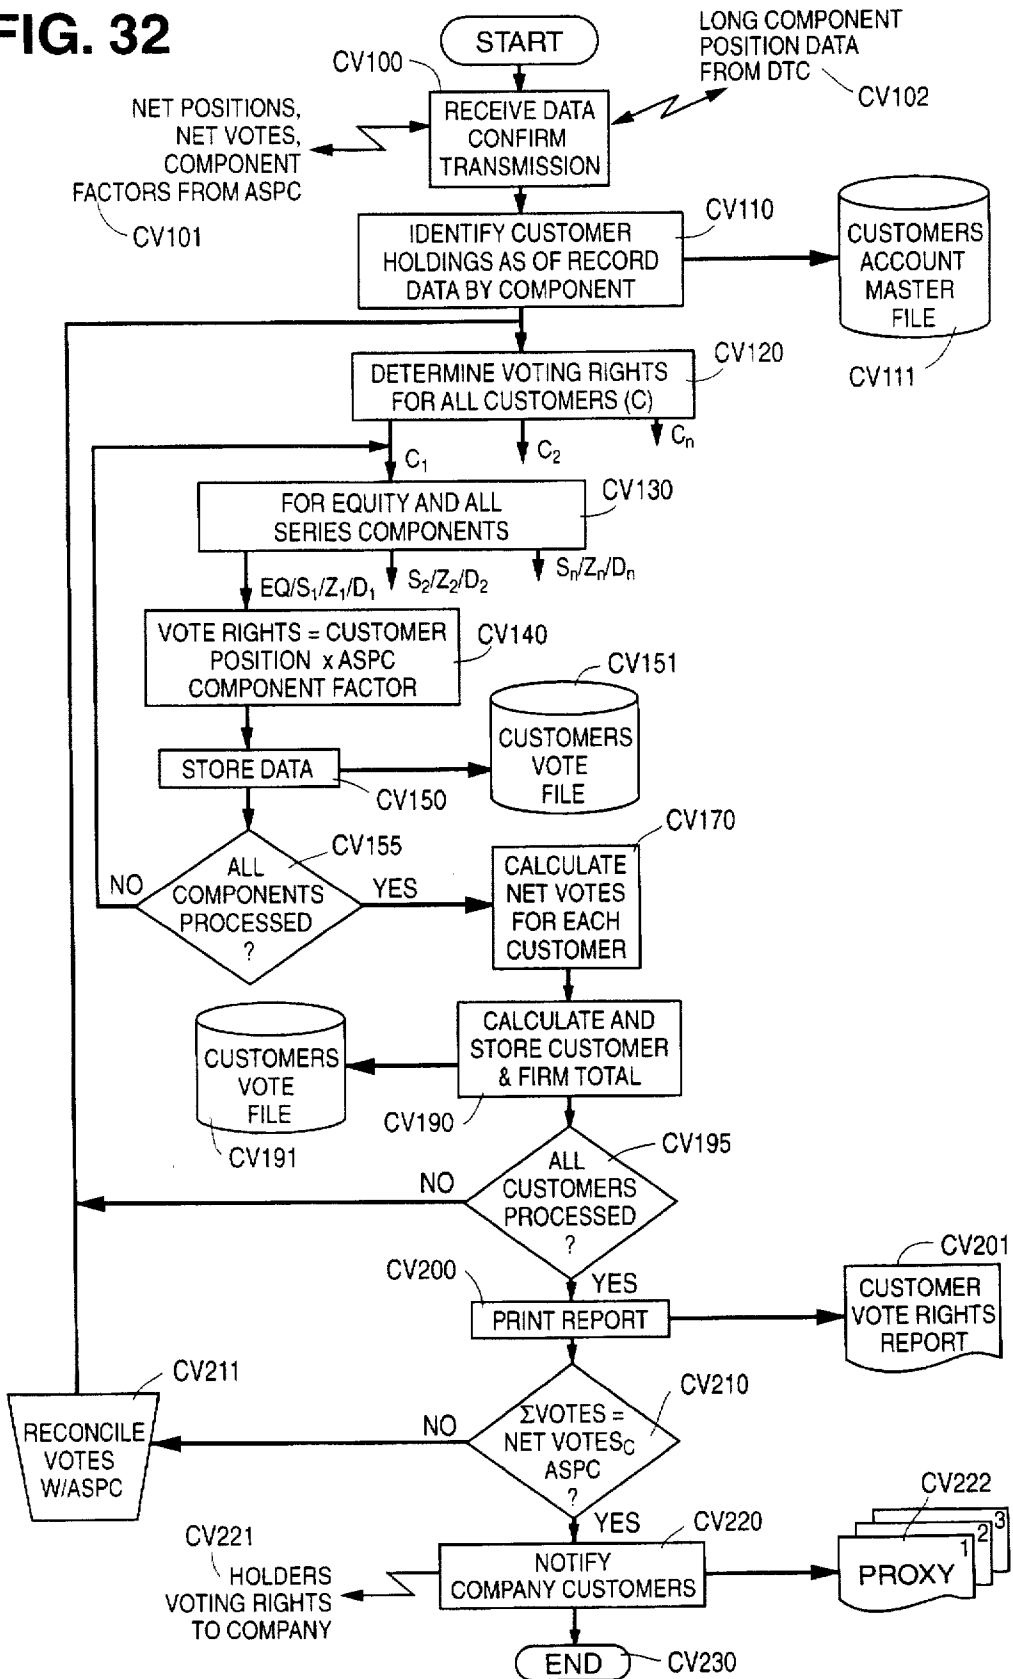 FIG. 32
START
LONG COMPONENT
POSITION DATA
FROM DTC
CV102
CV100
NET POSITIONS,
NET VOTES,
COMPONENT
FACTORS FROM ASPC
CV101
RECEIVE DATA
CONFIRM
TRANSMISSION
CV110
IDENTIFY CUSTOMER
HOLDINGS AS OF RECORD
DATA BY COMPONENT
CUSTOMERS
ACCOUNT
MASTER
FILE
CV111
CV120
DETERMINE VOTING RIGHTS
FOR ALL CUSTOMERS (C)
C₁
C₂
Cₙ
CV130
FOR EQUITY AND ALL
SERIES COMPONENTS
EQ/S₁/Z₁/D₁
S₂/Z₂/D₂
Sₙ/Zₙ/Dₙ
VOTE RIGHTS = CUSTOMER
POSITION x ASPC
COMPONENT FACTOR
CV140
CV151
CUSTOMERS
VOTE
FILE
STORE DATA
CV150
CV155
ALL
COMPONENTS
PROCESSED
?
NO
YES
CV170
CALCULATE
NET VOTES
FOR EACH
CUSTOMER
CALCULATE AND
STORE CUSTOMER
& FIRM TOTAL
CV190
CUSTOMERS
VOTE
FILE
CV191
CV195
ALL
CUSTOMERS
PROCESSED
?
NO
YES
CV200
PRINT REPORT
CV201
CUSTOMER
VOTE RIGHTS
REPORT
CV211
RECONCILE
VOTES
W/ASPC
NO
CV210
ΣVOTES =
NET VOTES_C
ASPC
?
YES
CV220
NOTIFY
COMPANY CUSTOMERS
CV221
HOLDERS
VOTING RIGHTS
TO COMPANY
CV222
PROXY
1
2
3
END
CV230